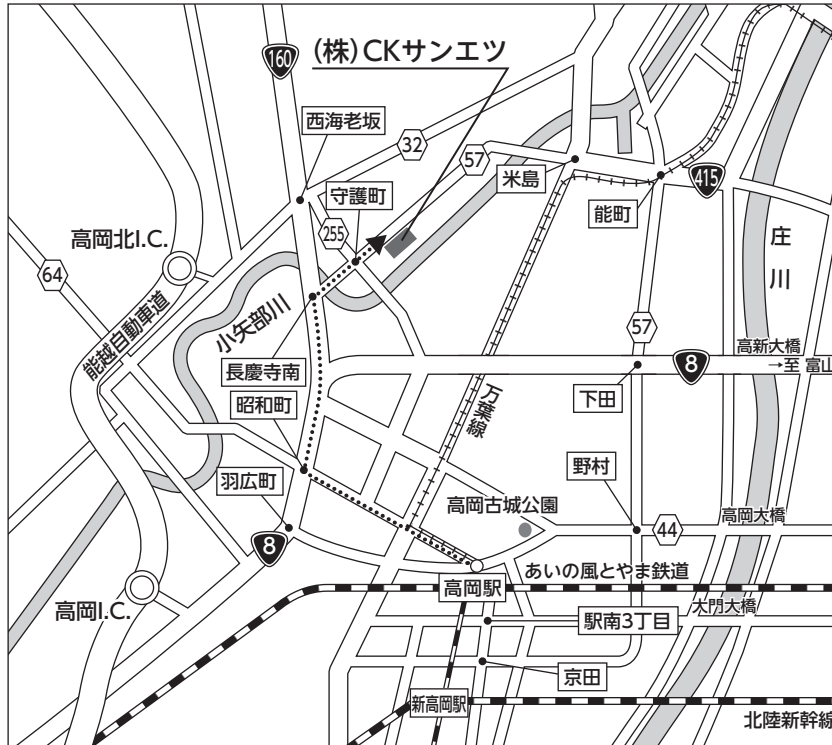 160
(株)CKサンエツ
西海老坂
32
57
守護町
米島
415
能町
255
高岡北I.C.
庄川
64
能越自動車道
小矢部川
57
高新大橋
→至 富山
長慶寺南
8
万葉線
下田
昭和町
野村
羽広町
高岡古城公園
高岡大橋
44
8
あいの風とやま鉄道
高岡駅
高岡I.C.
大門大橋
駅南3丁目
京田
新高岡駅
北陸新幹線